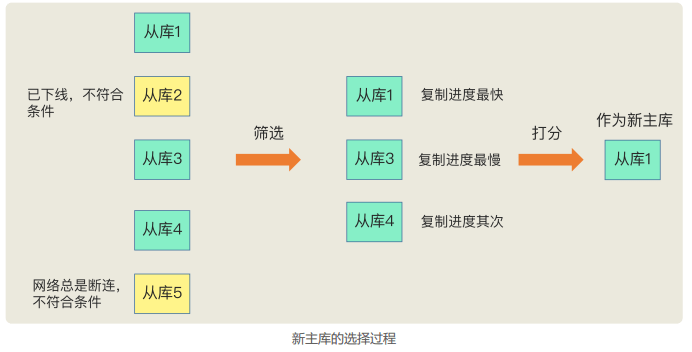 从库1
已下线，不符合
条件
从库2
从库3
从库4
网络总是断连，
不符合条件
从库5
筛选
从库1
复制进度最快
从库3
复制进度最慢
从库4
复制进度其次
打分
作为新主库
从库1
新主库的选择过程